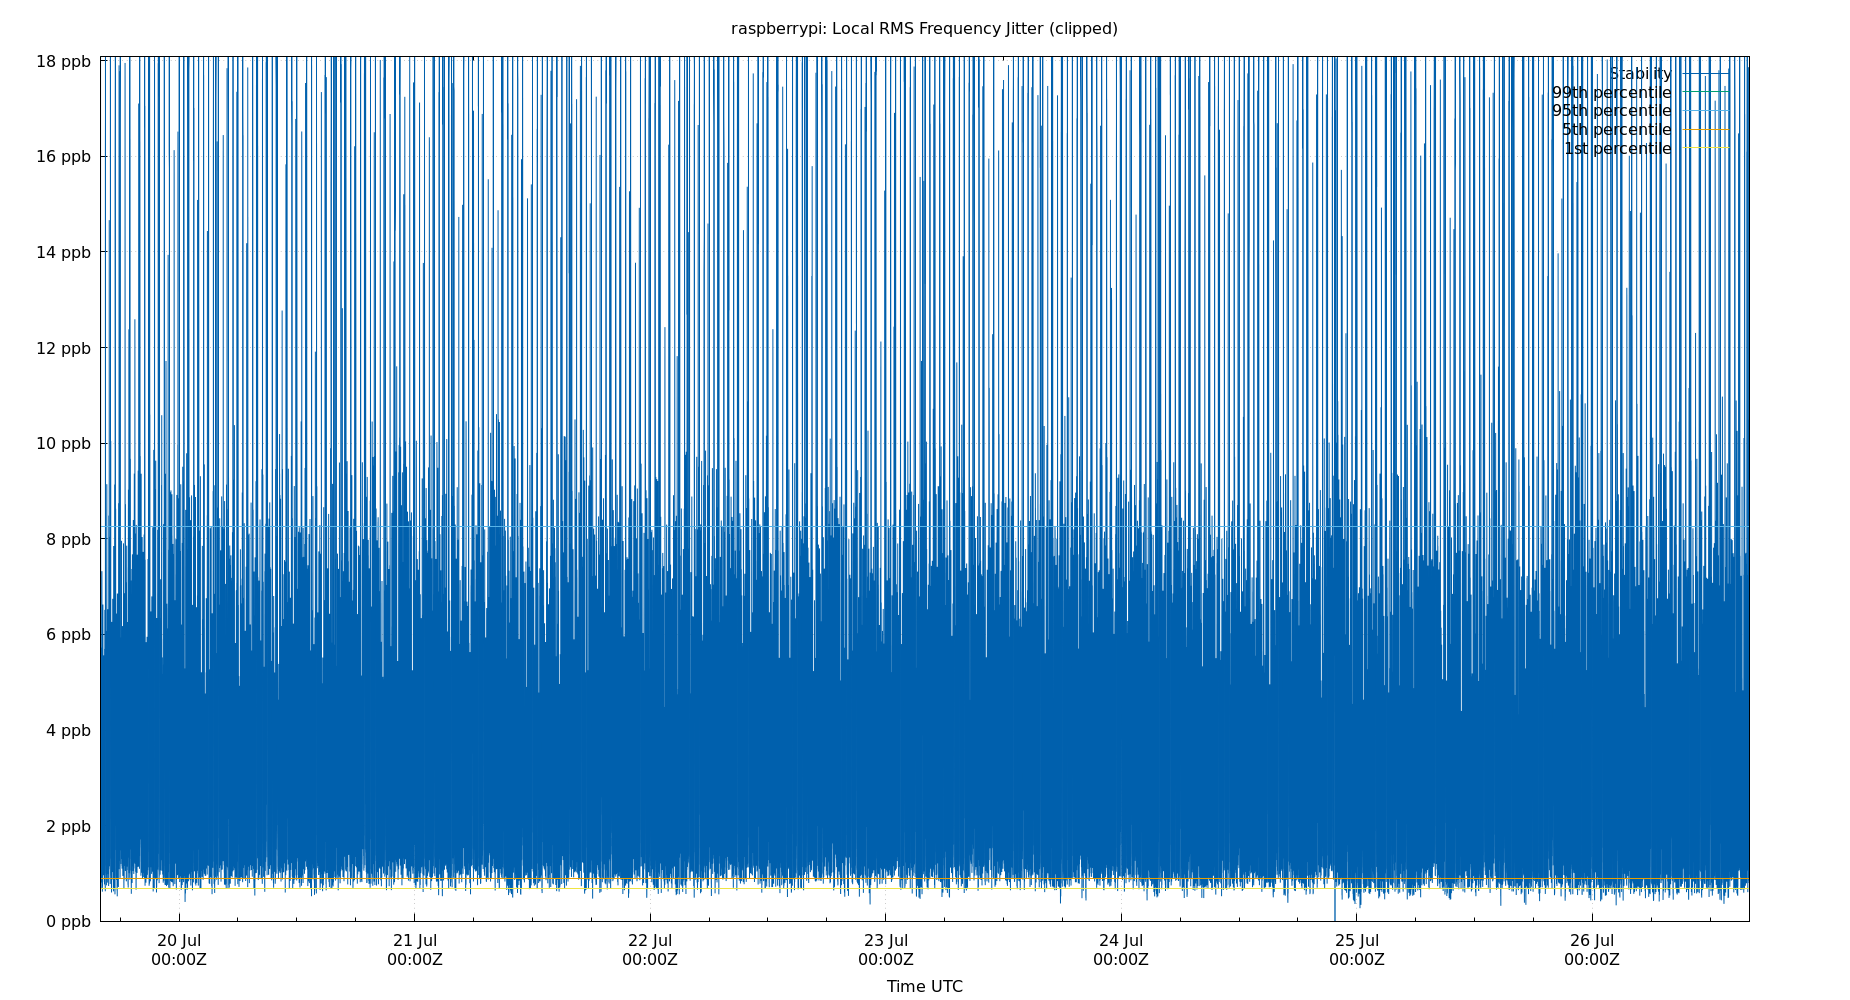 raspberrypi: Local RMS Frequency Jitter (clipped)
18 ppb
16 ppb
14 ppb
12 ppb
10 ppb
8 ppb
6 ppb
4 ppb
2 ppb
0 ppb
Stability
99th percentile
95th percentile
5th percentile
1st percentile
20 Jul 21 Jul 22 Jul 23 Jul 24 Jul 25 Jul 26 Jul
00:00Z 00:00Z 00:00Z 00:00Z 00:00Z 00:00Z 00:00Z
Time UTC